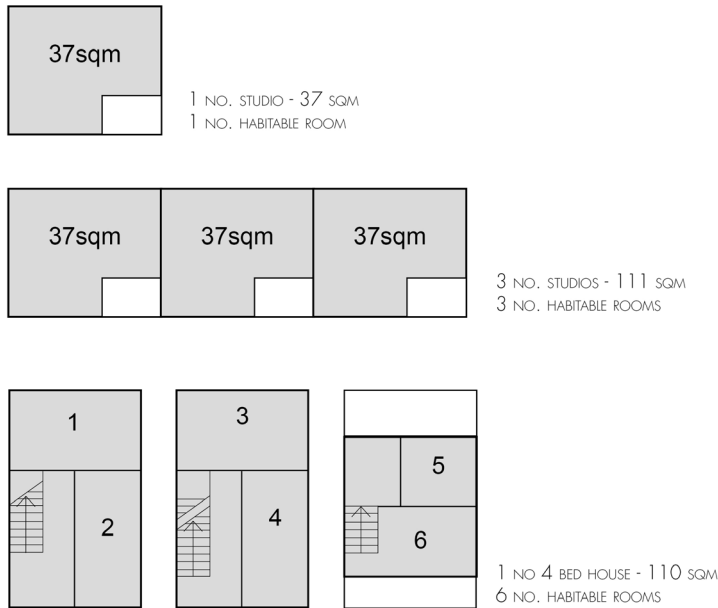 37sqm
1 NO. STUDIO - 37 SQM
1 NO. HABITABLE ROOM
37sqm 37sqm 37sqm
3 NO. STUDIOS - 111 SQM
3 NO. HABITABLE ROOMS
1
2
3
4
5
6
1 NO 4 BED HOUSE - 110 SQM
6 NO. HABITABLE ROOMS